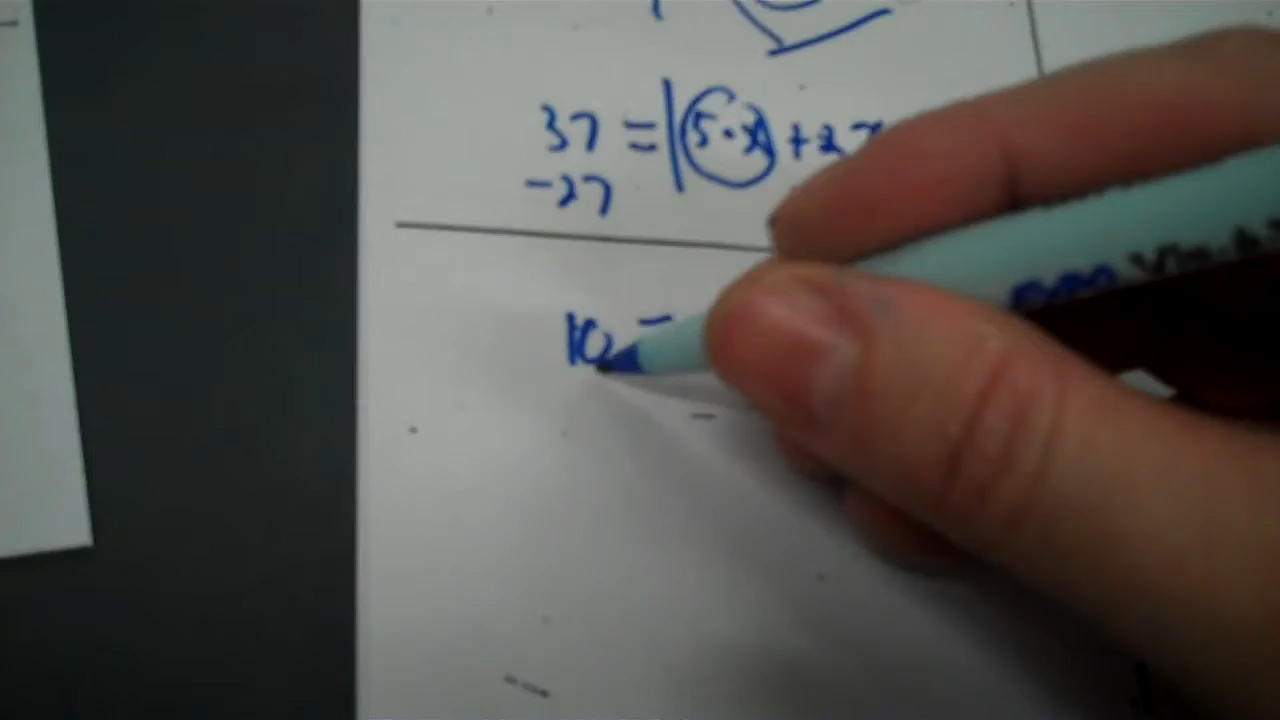 37 = |5·x + 27
-27
10 =